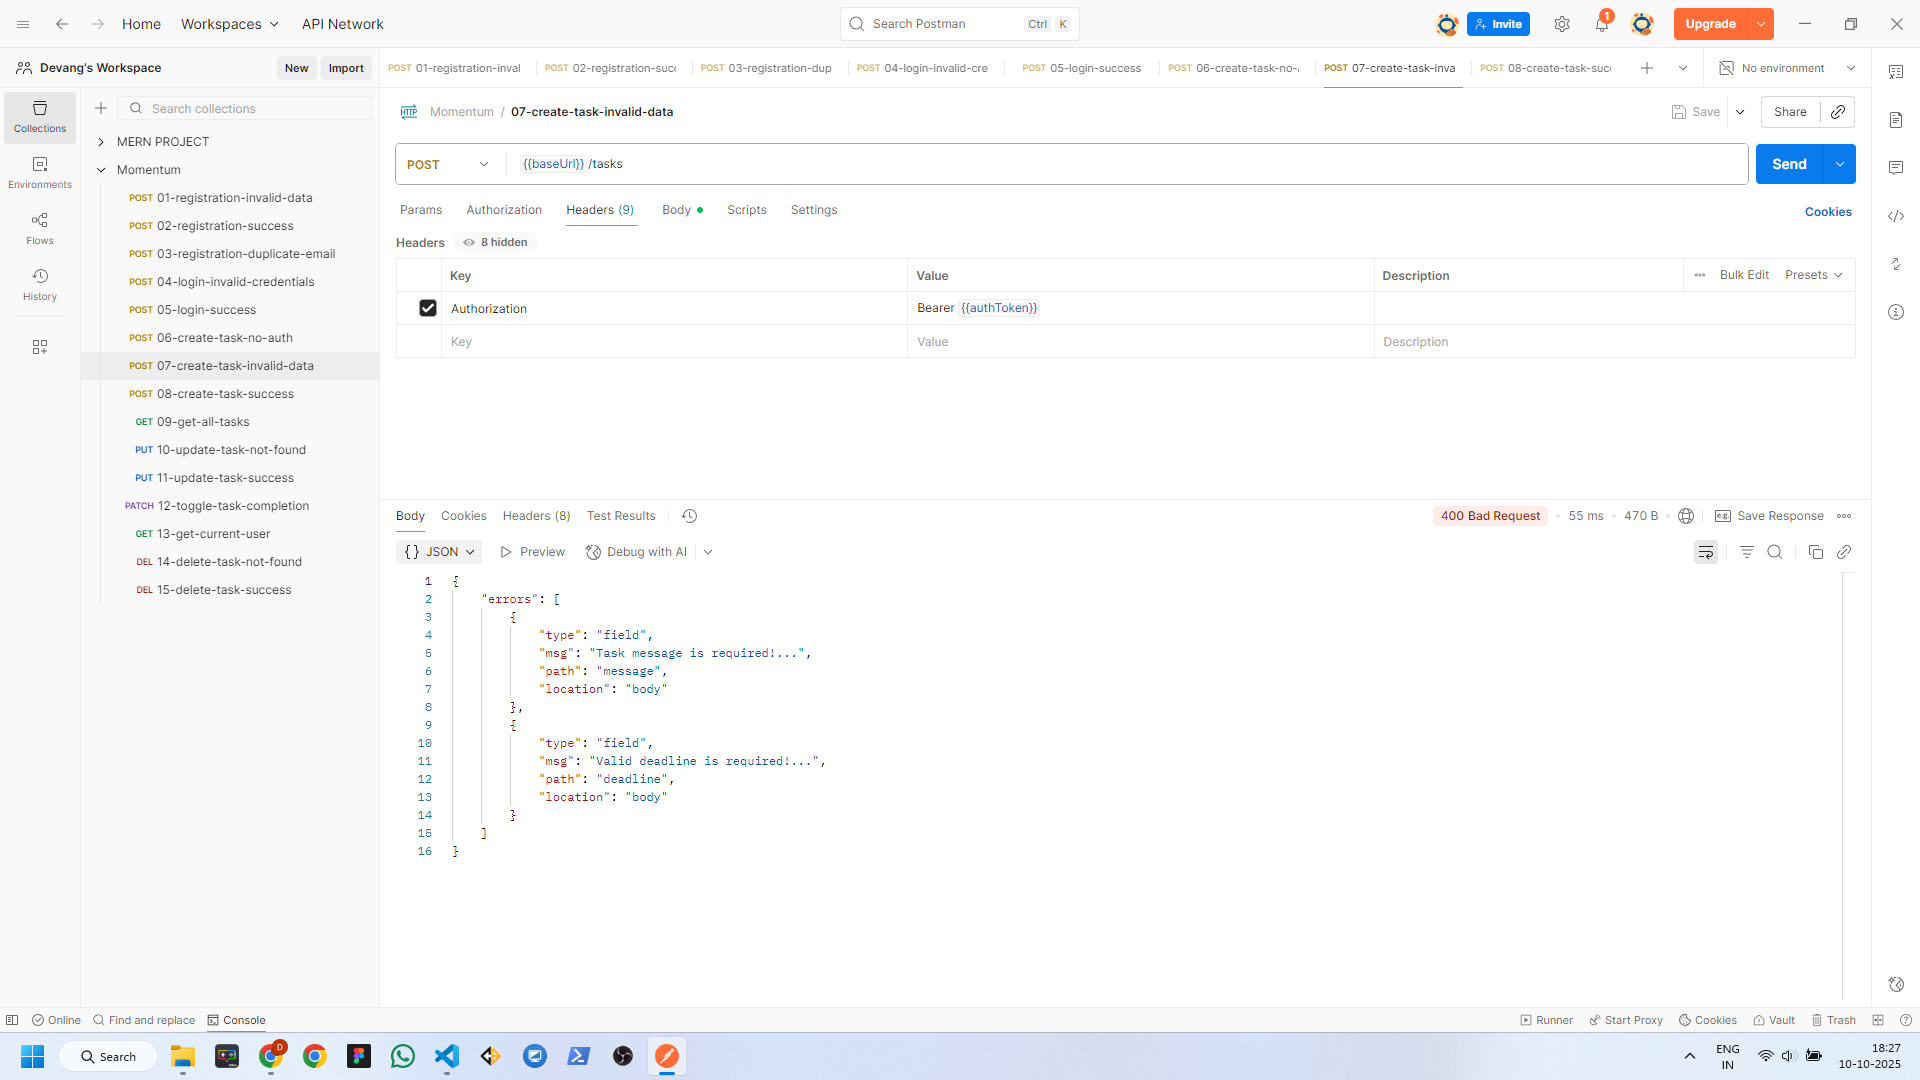 Home
Workspaces
API Network
Search Postman
Ctrl
K
Invite
1
Upgrade
Devang's Workspace
New
Import
POST 01-registration-inval
POST 02-registration-succ
POST 03-registration-dup
POST 04-login-invalid-cre
POST 05-login-success
POST 06-create-task-no-
POST 07-create-task-inva
POST 08-create-task-suc
No environment
Collections
Environments
Flows
History
Search collections
MERN PROJECT
Momentum
POST 01-registration-invalid-data
POST 02-registration-success
POST 03-registration-duplicate-email
POST 04-login-invalid-credentials
POST 05-login-success
POST 06-create-task-no-auth
POST 07-create-task-invalid-data
POST 08-create-task-success
GET 09-get-all-tasks
PUT 10-update-task-not-found
PUT 11-update-task-success
PATCH 12-toggle-task-completion
GET 13-get-current-user
DEL 14-delete-task-not-found
DEL 15-delete-task-success
HTTP Momentum / 07-create-task-invalid-data
Save
Share
POST
{{baseUrl}} /tasks
Send
Params
Authorization
Headers (9)
Body
Scripts
Settings
Cookies
Headers
8 hidden
Key
Value
Description
Bulk Edit
Presets
Authorization
Bearer {{authToken}}
Key
Value
Description
Body
Cookies
Headers (8)
Test Results
400 Bad Request
55 ms
470 B
e.g. Save Response
{} JSON
Preview
Debug with AI
1 {
2 "errors": [
3 {
4 "type": "field",
5 "msg": "Task message is required!...",
6 "path": "message",
7 "location": "body"
8 },
9 {
10 "type": "field",
11 "msg": "Valid deadline is required!...",
12 "path": "deadline",
13 "location": "body"
14 }
15 ]
16 }
Online
Find and replace
Console
Runner
Start Proxy
Cookies
Vault
Trash
Search
D
ENG
IN
18:27
10-10-2025